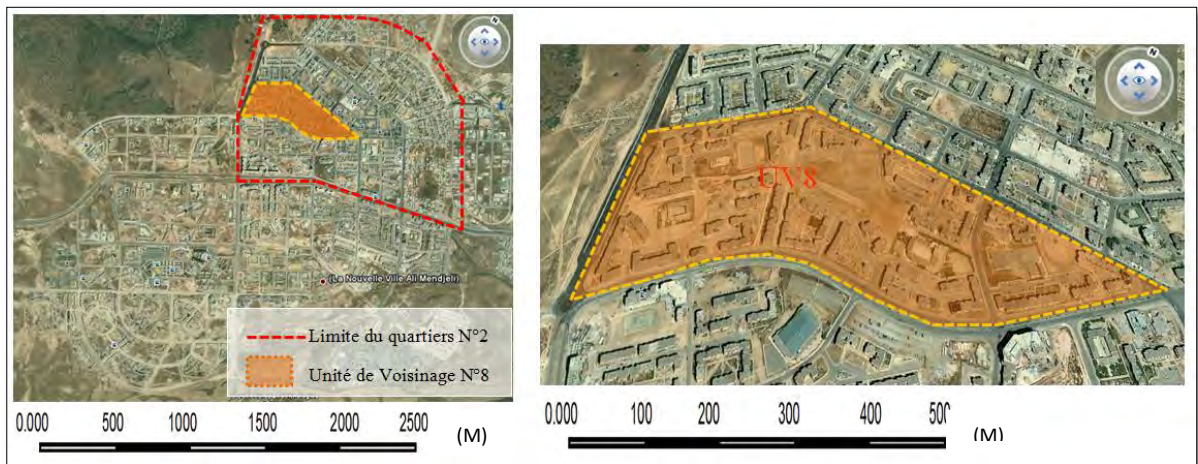 N
(La Nouvelle Ville Ali Mendjeli)
Limite du quartiers N°2
Unité de Voisinage N°8
0.000 500 1000 1500 2000 2500 (M)
N
UV8
0.000 100 200 300 400 500 (M)